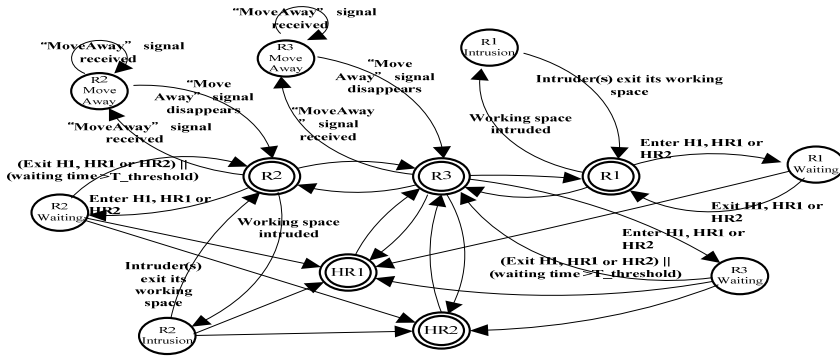 “MoveAway” signal
received
R2
Move
Away
“MoveAway” signal
received
R3
Move
Away
“Move
Away” signal
disappears
“MoveAway” signal
received
“Move
Away” signal
disappears
“MoveAway
” signal
received
R1
Intrusion
Intruder(s) exit its working
space
Working space
intruded
(Exit H1, HR1 or HR2) ||
(waiting time >T_threshold)
R2
R3
R1
Enter H1, HR1 or
HR2
R1
Waiting
R2
Waiting
Enter H1, HR1 or
HR2
Exit H1, HR1 or
HR2
Working space
intruded
Enter H1, HR1 or
HR2
Intruder(s)
exit its
working
space
HR1
(Exit H1, HR1 or HR2) ||
(waiting time >T_threshold)
R3
Waiting
R2
Intrusion
HR2